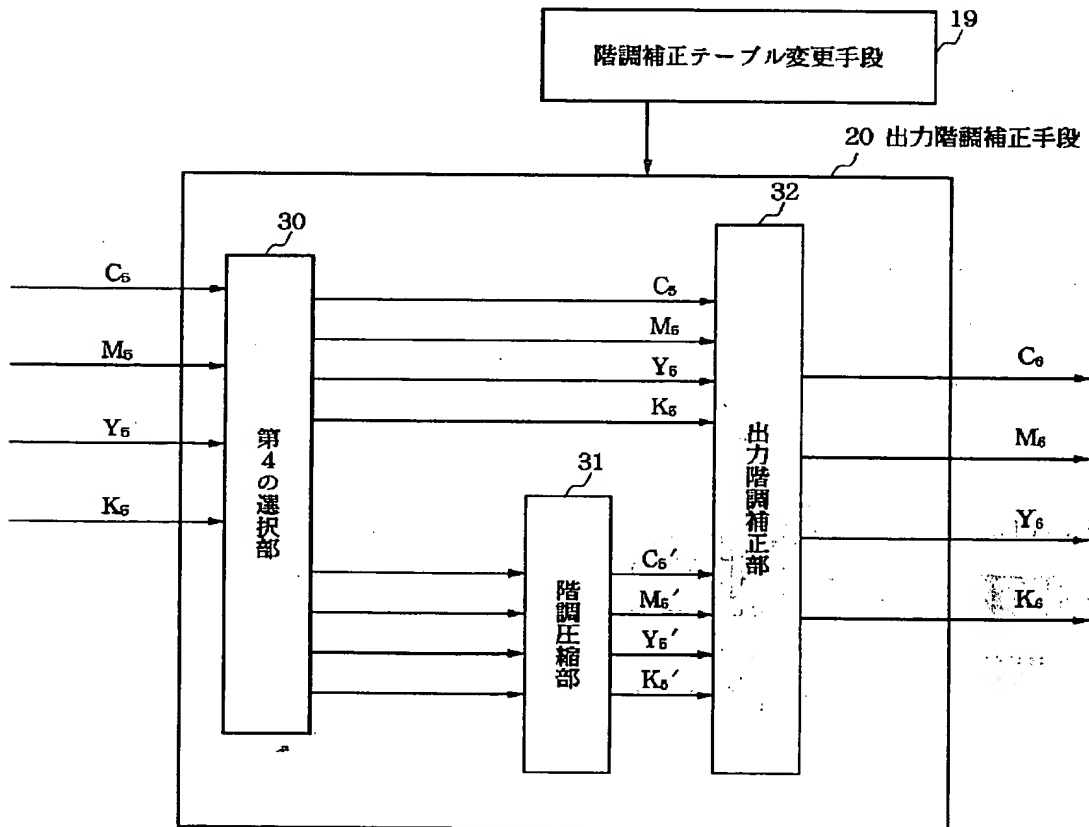 19
階調補正テーブル変更手段
20 出力階調補正手段
30
32
C₅
M₅
Y₅
K₅
第4の選択部
C₅
M₅
Y₅
K₅
31
階調圧縮部
C₅′
M₅′
Y₅′
K₅′
出力階調補正部
C₆
M₆
Y₆
K₆